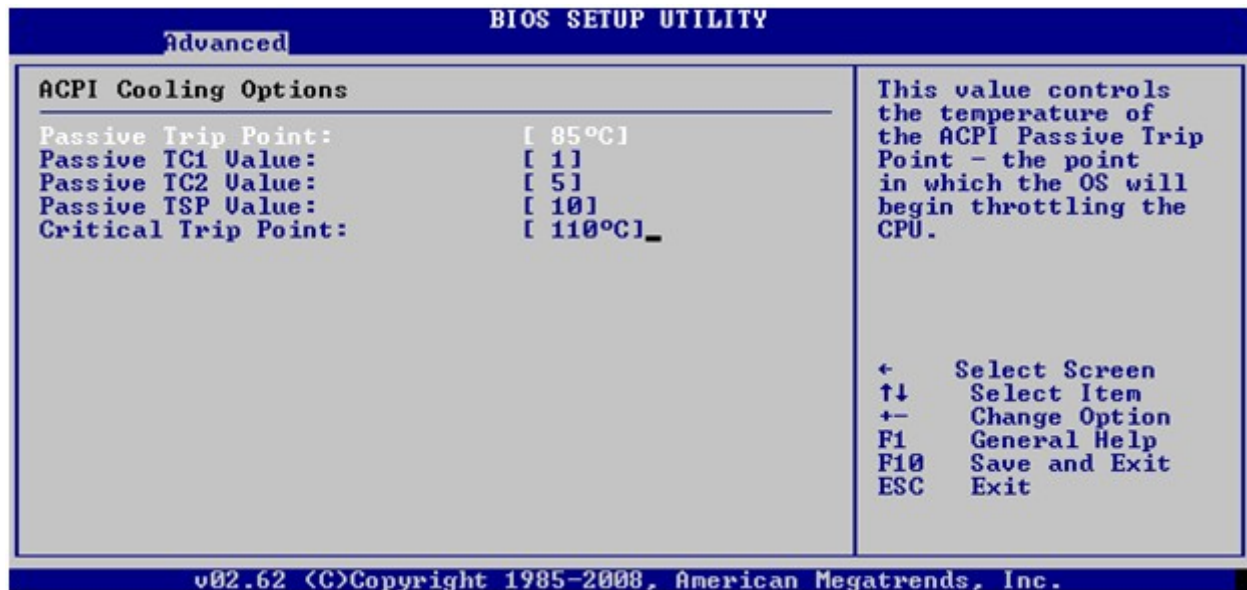 BIOS SETUP UTILITY
Advanced
ACPI Cooling Options
Passive Trip Point: [ 85°C]
Passive TC1 Value: [ 1]
Passive TC2 Value: [ 5]
Passive TSP Value: [ 10]
Critical Trip Point: [ 110°C]_
This value controls
the temperature of
the ACPI Passive Trip
Point – the point
in which the OS will
begin throttling the
CPU.
← Select Screen
↑↓ Select Item
+- Change Option
F1 General Help
F10 Save and Exit
ESC Exit
v02.62 (C)Copyright 1985-2008, American Megatrends, Inc.